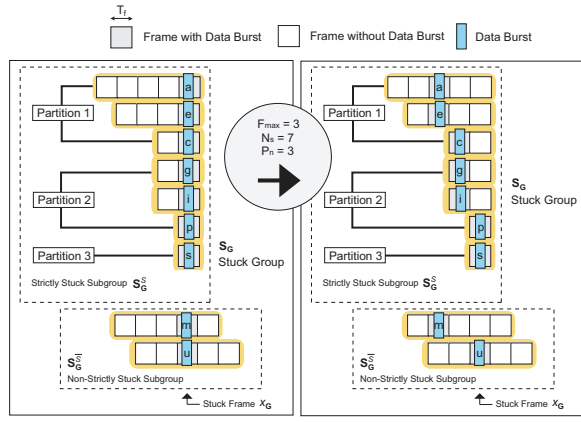 T_f
Frame with Data Burst
Frame without Data Burst
Data Burst
a
Partition 1
e
c
g
Partition 2
i
p
Partition 3
s
S_G
Stuck Group
Strictly Stuck Subgroup S_G^S
m
u
S_G^S̅
Non-Strictly Stuck Subgroup
Stuck Frame x_G
F_max = 3
N_s = 7
P_n = 3
a
Partition 1
e
c
g
Partition 2
i
p
Partition 3
s
S_G
Stuck Group
Strictly Stuck Subgroup S_G^S
m
u
S_G^S̅
Non-Strictly Stuck Subgroup
Stuck Frame x_G